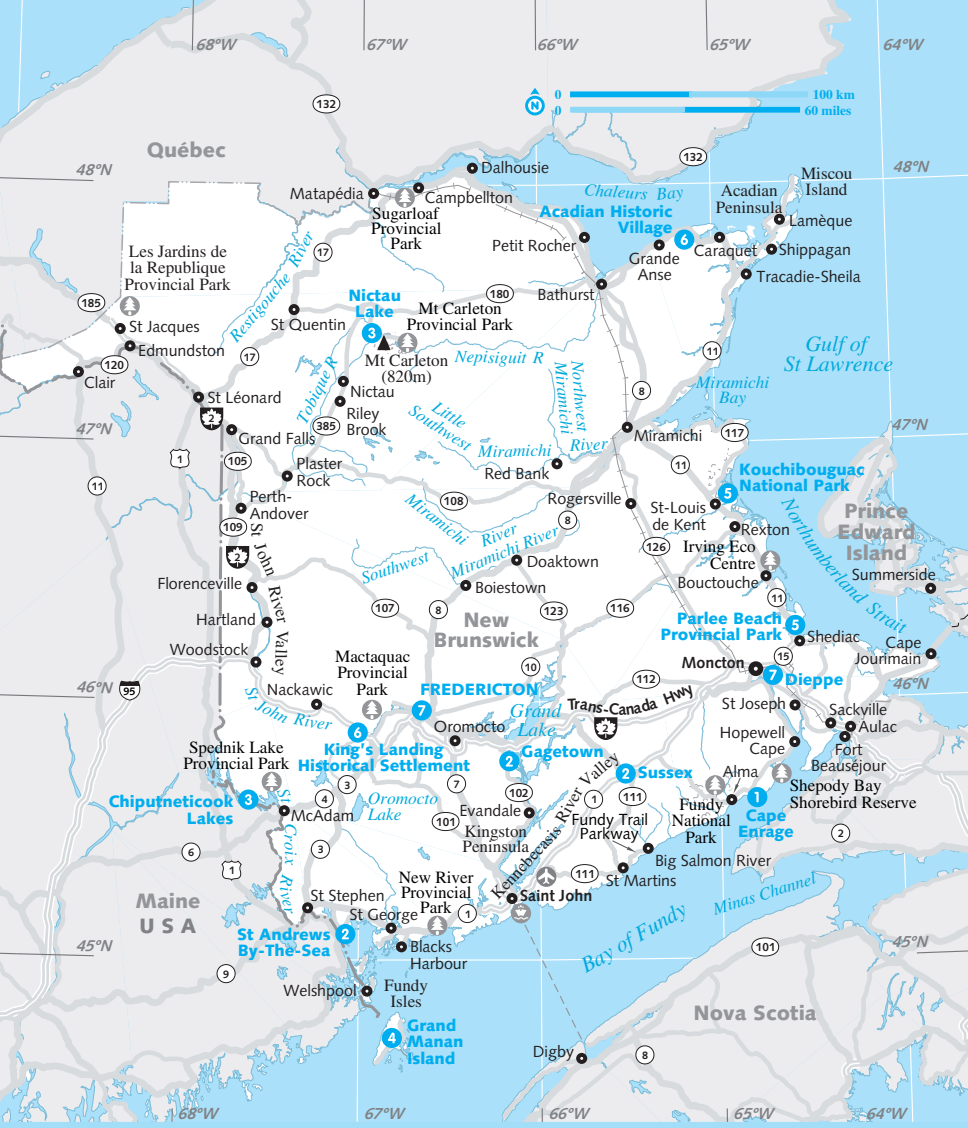 68°W
67°W
66°W
65°W
64°W
0
100 km
N
0
60 miles
132
132
Québec
48°N
48°N
Dalhousie
Miscou
Island
Matapédia
Campbellton
Chaleurs Bay
Acadian
Peninsula
Sugarloaf
Provincial
Park
Acadian Historic
Village
6
Lamèque
Petit Rocher
Grande
Anse
Caraquet
Shippagan
Les Jardins de
la Republique
Provincial Park
17
Restigouche River
Tracadie-Sheila
Bathurst
180
Nictau
Lake
3
Mt Carleton
Provincial Park
185
St Jacques
St Quentin
Edmundston
120
Clair
17
Mt Carleton
(820m)
Nepisiguit R
Northwest
Miramichi
11
Gulf of
St Lawrence
Tobique R
Nictau
Riley
Brook
8
Miramichi
Bay
St Léonard
2
Little
Southwest
Miramichi
River
385
Grand Falls
Miramichi
117
47°N
47°N
1
105
Plaster
Rock
Red Bank
11
Kouchibouguac
National Park
5
11
108
Rogersville
St-Louis
de Kent
Perth-
Andover
109
Miramichi
River
8
Rexton
Northumberland Strait
Prince
Edward
Island
2
St John River Valley
Southwest
Miramichi River
Doaktown
126
Irving Eco
Centre
Summerside
Florenceville
Boiestown
Bouctouche
107
8
123
116
11
Hartland
New
Brunswick
Parlee Beach
Provincial Park
5
Shediac
Woodstock
Mactaquac
Provincial
Park
10
Moncton
15
Cape
Jourimain
46°N
95
Nackawic
FREDERICTON
7
112
7
Dieppe
46°N
St John River
Grand
Lake
Trans-Canada Hwy
2
St Joseph
Sackville
Aulac
6
King's Landing
Historical Settlement
Oromocto
Hopewell
Cape
Fort
Beauséjour
Spednik Lake
Provincial Park
2
Gagetown
2
Sussex
Alma
Shepody Bay
Shorebird Reserve
Chiputneticook
Lakes
3
4
3
Oromocto
Lake
7
102
1
111
1
Cape
Enrage
McAdam
Evandale
Kingston
Peninsula
Kennebecasis River Valley
Fundy Trail
Parkway
Fundy
National
Park
101
2
6
1
St Croix River
3
Big Salmon River
111
St Martins
Minas Channel
Maine
U S A
St Stephen
New River
Provincial
Park
Saint John
St George
1
Bay of Fundy
St Andrews
By-The-Sea
2
45°N
Blacks
Harbour
101
45°N
9
Welshpool
Fundy
Isles
Nova Scotia
4
Grand
Manan
Island
Digby
8
68°W
67°W
66°W
65°W
64°W